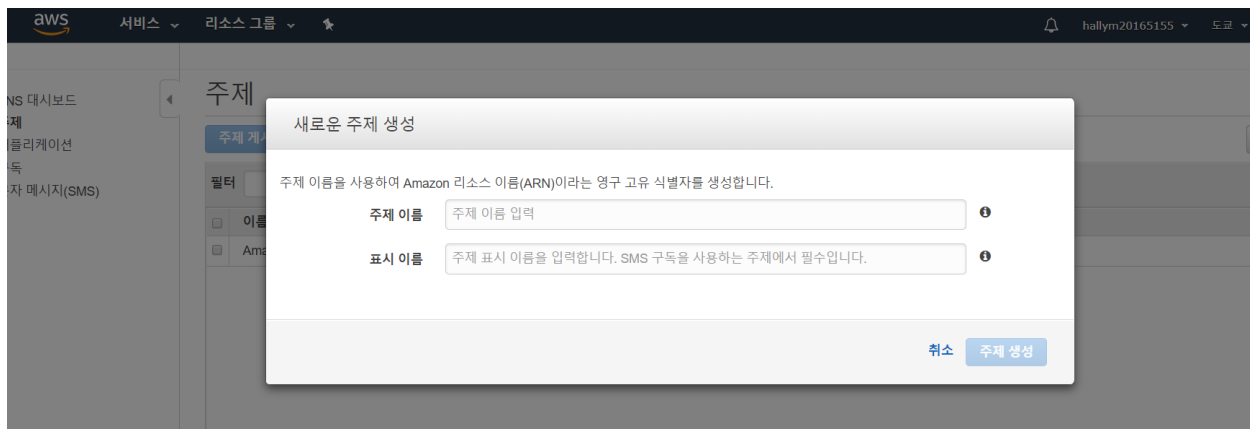 aws 서비스 리소스 그룹 hallym20165155 도쿄
NS 대시보드
주제
플리케이션
독
자 메시지(SMS)
주제
주제 게
필터
이름
Ama
새로운 주제 생성
주제 이름을 사용하여 Amazon 리소스 이름(ARN)이라는 영구 고유 식별자를 생성합니다.
주제 이름 주제 이름 입력
표시 이름 주제 표시 이름을 입력합니다. SMS 구독을 사용하는 주제에서 필수입니다.
취소 주제 생성